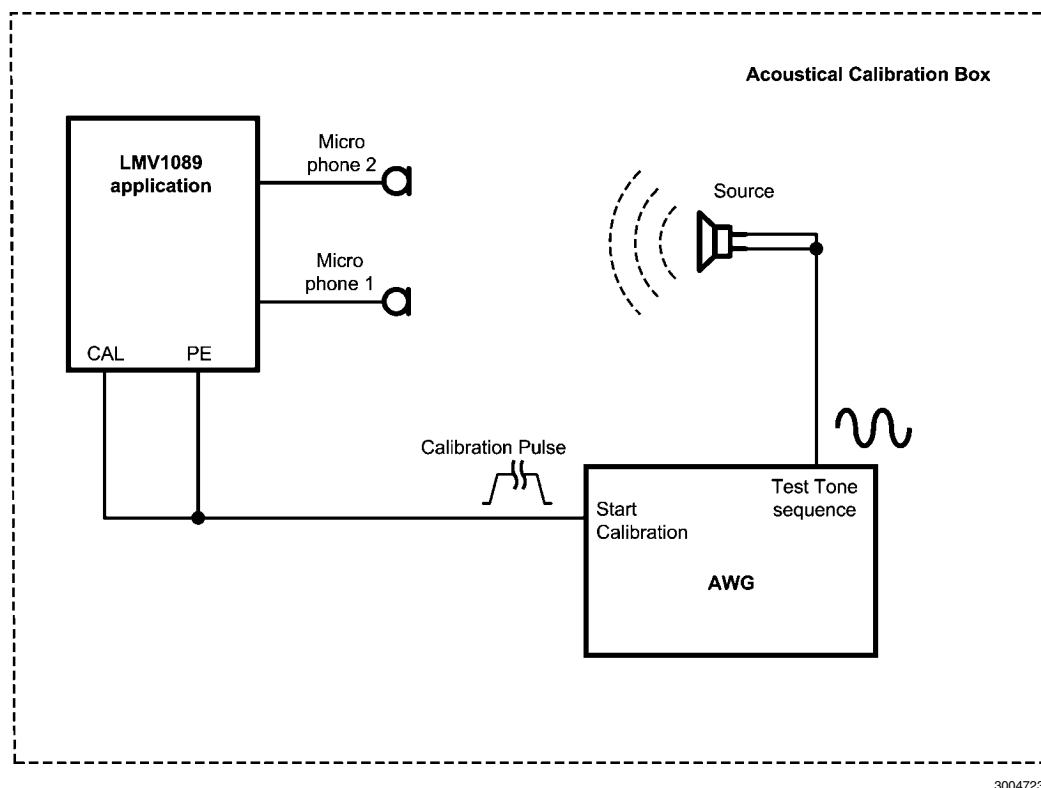 Acoustical Calibration Box
LMV1089
application
Micro
phone 2
Source
Micro
phone 1
CAL
PE
Calibration Pulse
Start
Calibration
Test Tone
sequence
AWG
3004723